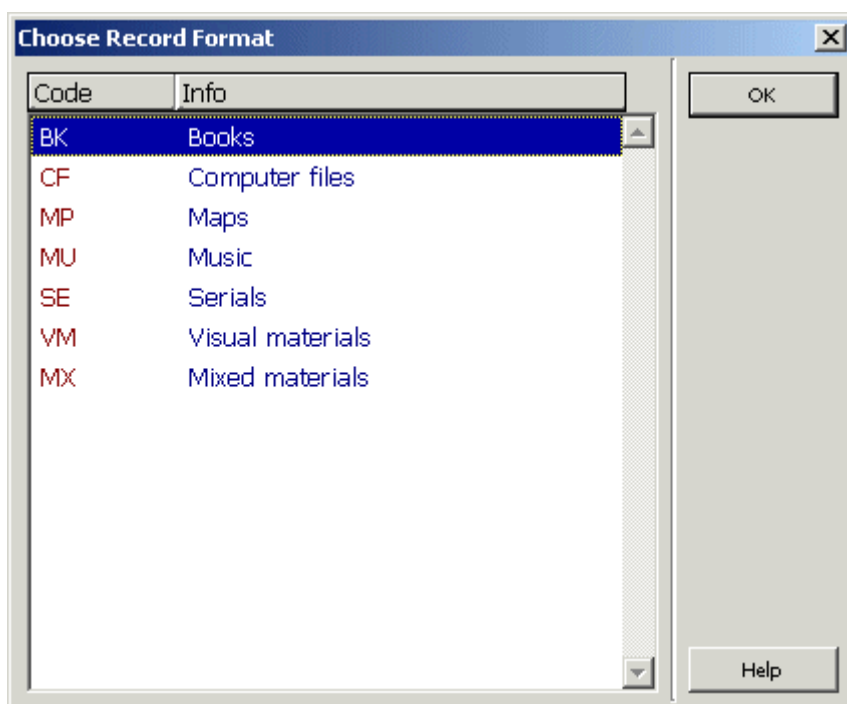 Choose Record Format
Code Info
OK
BK Books
CF Computer files
MP Maps
MU Music
SE Serials
VM Visual materials
MX Mixed materials
Help